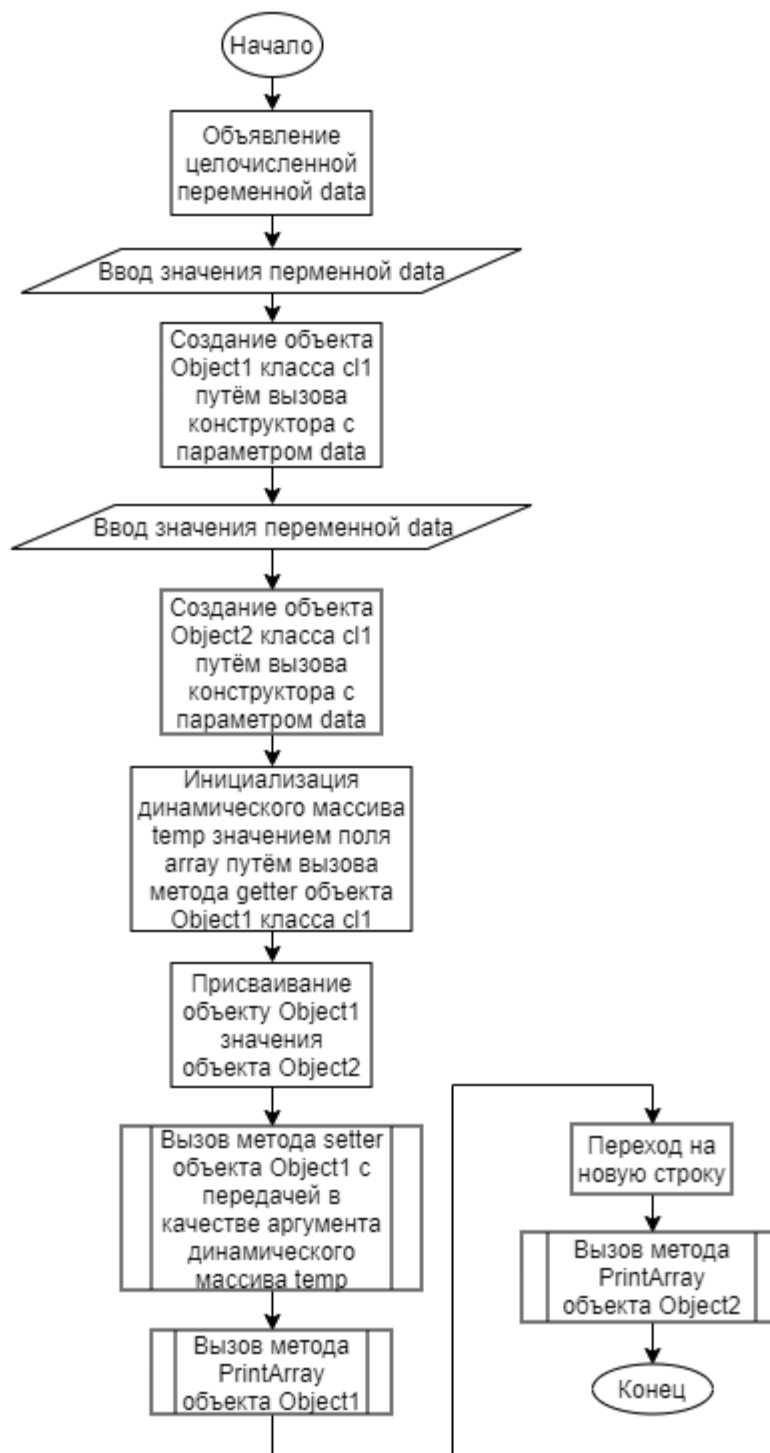 Начало
Объявление
целочисленной
переменной data
Ввод значения перменной data
Создание объекта
Object1 класса cl1
путём вызова
конструктора с
параметром data
Ввод значения переменной data
Создание объекта
Object2 класса cl1
путём вызова
конструктора с
параметром data
Инициализация
динамического массива
temp значением поля
array путём вызова
метода getter объекта
Object1 класса cl1
Присваивание
объекту Object1
значения
объекта Object2
Вызов метода setter
объекта Object1 с
передачей в
качестве аргумента
динамического
массива temp
Вызов метода
PrintArray
объекта Object1
Переход на
новую строку
Вызов метода
PrintArray
объекта Object2
Конец